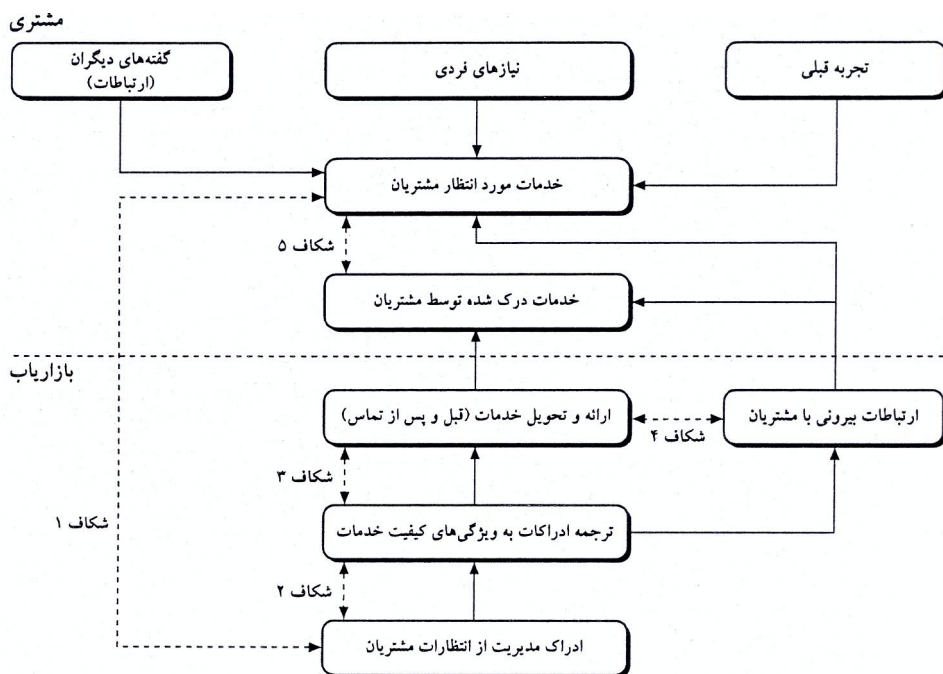 مشتری
تجربه قبلی
نیازهای فردی
گفته‌های دیگران
(ارتباطات)
خدمات مورد انتظار مشتریان
شکاف ۵
خدمات درک شده توسط مشتریان
بازاریاب
ارتباطات بیرونی با مشتریان
شکاف ۴
ارائه و تحویل خدمات (قبل و پس از تماس)
شکاف ۳
شکاف ۱
ترجمه ادراکات به ویژگی‌های کیفیت خدمات
شکاف ۲
ادراک مدیریت از انتظارات مشتریان